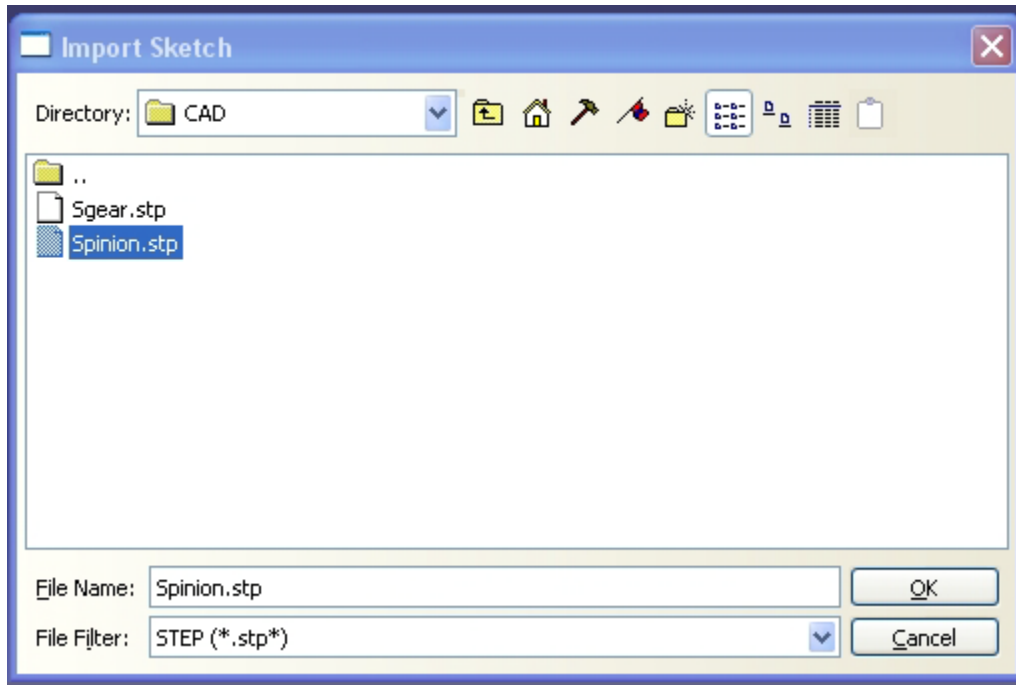 Import Sketch
Directory: CAD
..
Sgear.stp
Spinion.stp
File Name: Spinion.stp OK
File Filter: STEP (*.stp*) Cancel